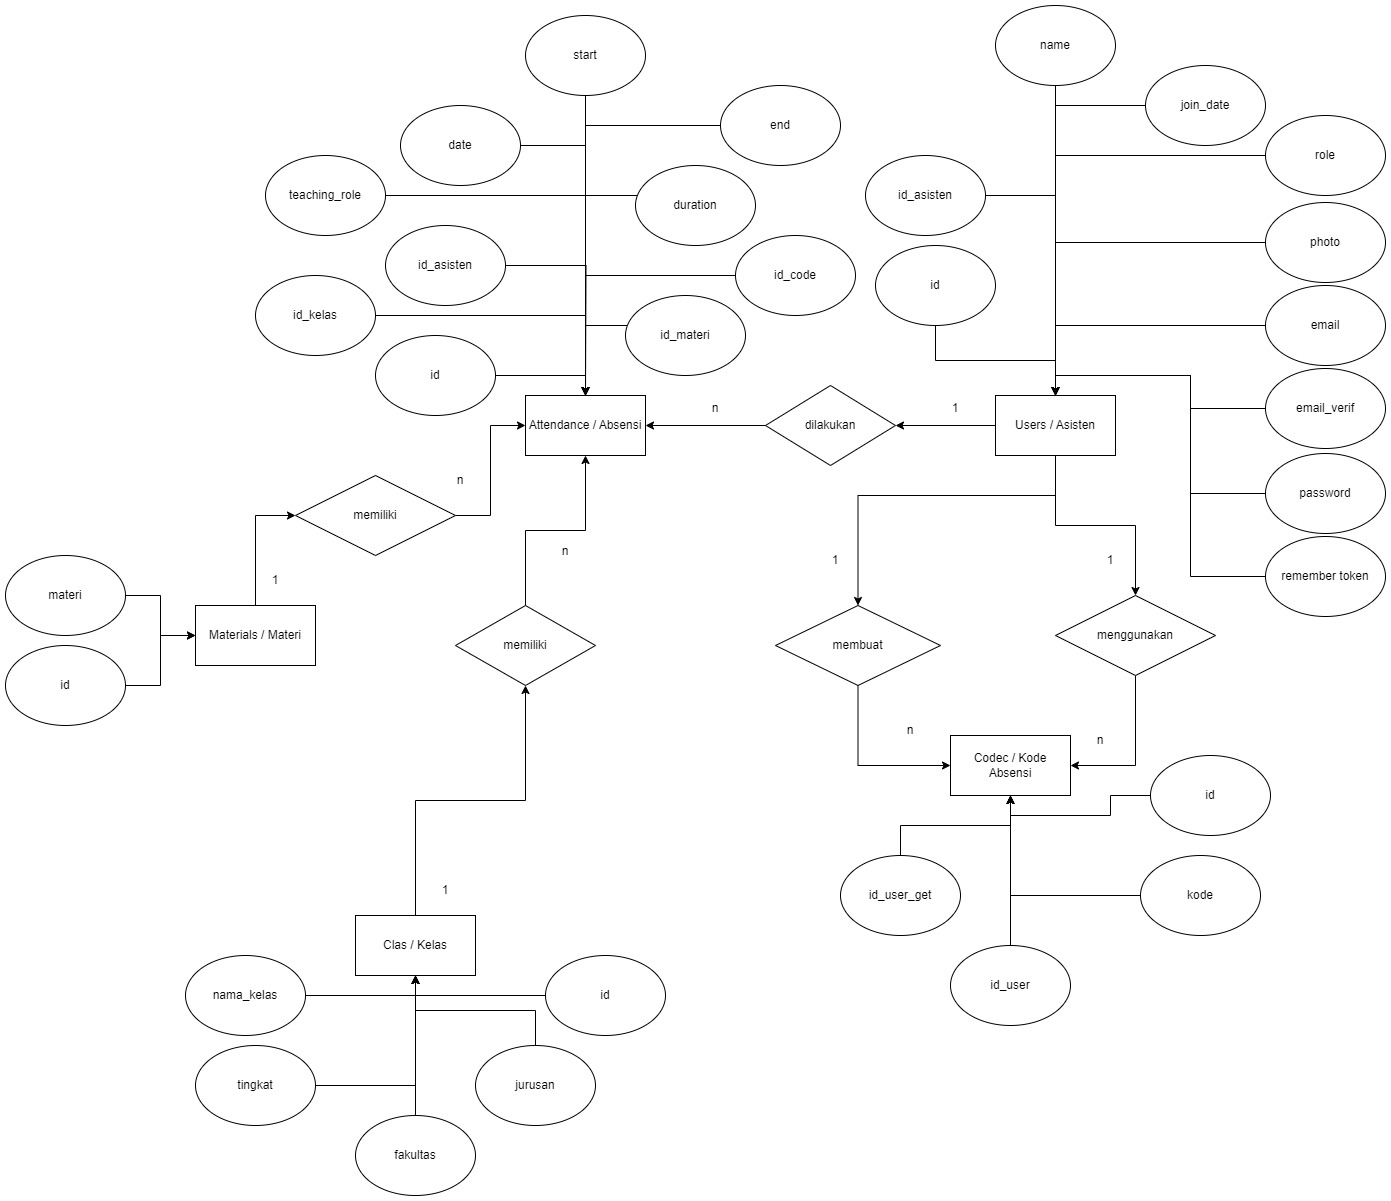 name
start
join_date
end
date
role
teaching_role
duration
id_asisten
photo
id_asisten
id_code
id
id_kelas
id_materi
email
id
email_verif
n
1
Attendance / Absensi
dilakukan
Users / Asisten
n
password
memiliki
n
1
1
1
remember token
materi
Materials / Materi
memiliki
membuat
menggunakan
id
n
n
Codec / Kode
Absensi
id
1
id_user_get
kode
Clas / Kelas
nama_kelas
id
id_user
tingkat
jurusan
fakultas